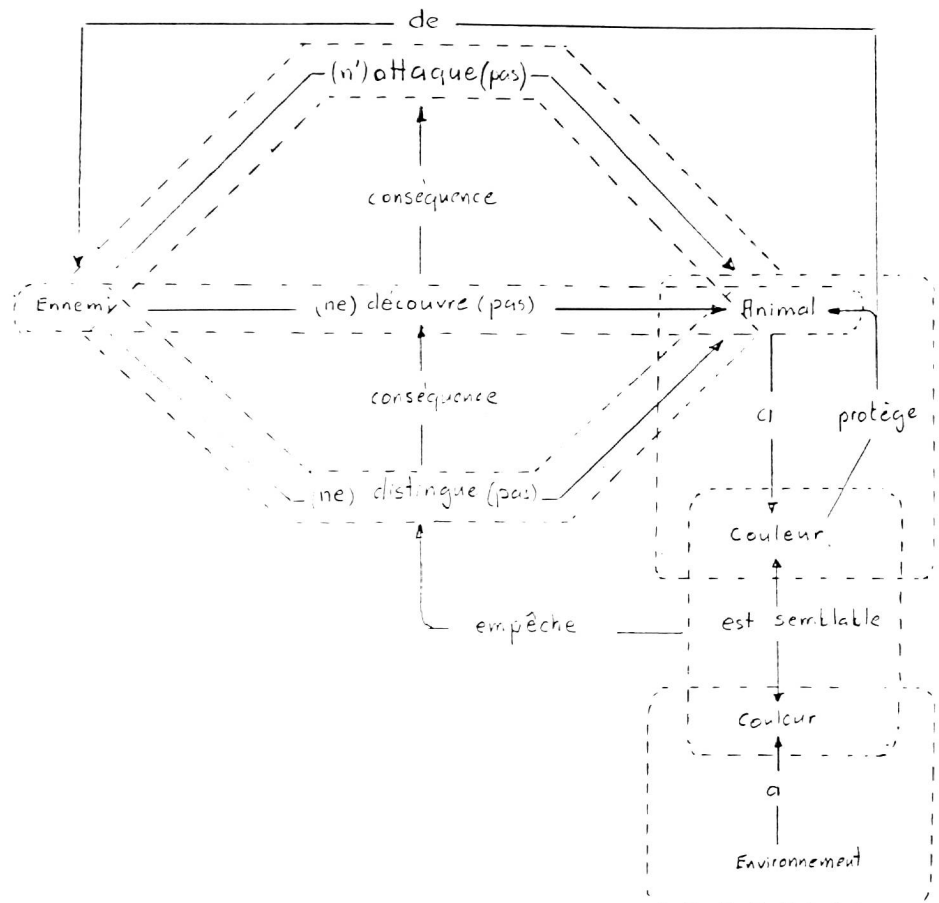 de
(n') attaque (pas)
conséquence
Ennemi
(ne) découvre (pas)
Animal
conséquence
a
protège
(ne) distingue (pas)
Couleur
empêche
est semblable
Couleur
a
Environnement